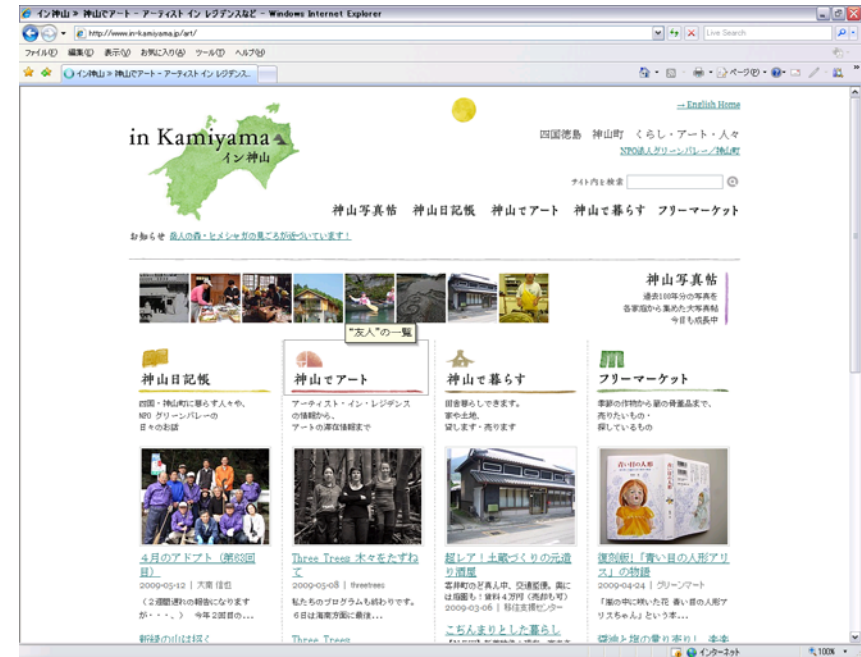 イン神山 » 神山でアート - アーティスト イン レジデンスなど - Windows Internet Explorer
http://www.in-kamiyama.jp/art/
Live Search
ファイル(F) 編集(E) 表示(V) お気に入り(A) ツール(T) ヘルプ(H)
イン神山 » 神山でアート - アーティスト イン レジデンス...
ページ(P)
→ English Home
in Kamiyama
イン神山
四国徳島 神山町 くらし・アート・人々
NPO法人グリーンバレー/神山町
サイト内を検索
神山写真帖 神山日記帳 神山でアート 神山で暮らす フリーマーケット
お知らせ 岳人の森・ヒメシャガの見ごろが近づいています!
神山写真帖
過去100年分の写真を
各家庭から集めた大写真帖
今日も成長中
"友人"の一覧
神山日記帳
四国・神山町に暮らす人々や、
NPO グリーンバレーの
日々のお話
4月のアドプト(第63回目)
2009-05-12 | 大南 信也
(2週間遅れの報告になりますが・・、) 今年2回目の...
新緑の山は招く
神山でアート
アーティスト・イン・レジデンス
の情報から、
アートの滞在情報まで
Three Trees 木々をたずねて
2009-05-08 | threetrees
私たちのプログラムも終わりです。
6日は海南方面に最後...
Three Trees
神山で暮らす
田舎暮らしできます。
家や土地、
貸します・売ります
超レア!土蔵づくりの元造り酒屋
2009-03-06 | 移住支援センター
こぢんまりとした暮らし
フリーマーケット
季節の作物から蔵の骨董品まで、
売りたいもの・
探しているもの
青い目の人形
復刻版!「青い目の人形アリス」の物語
2009-04-24 | グリーンマート
「嵐の中に咲いた花 青い目の人形アリスちゃん」という本...
インターネット
100%